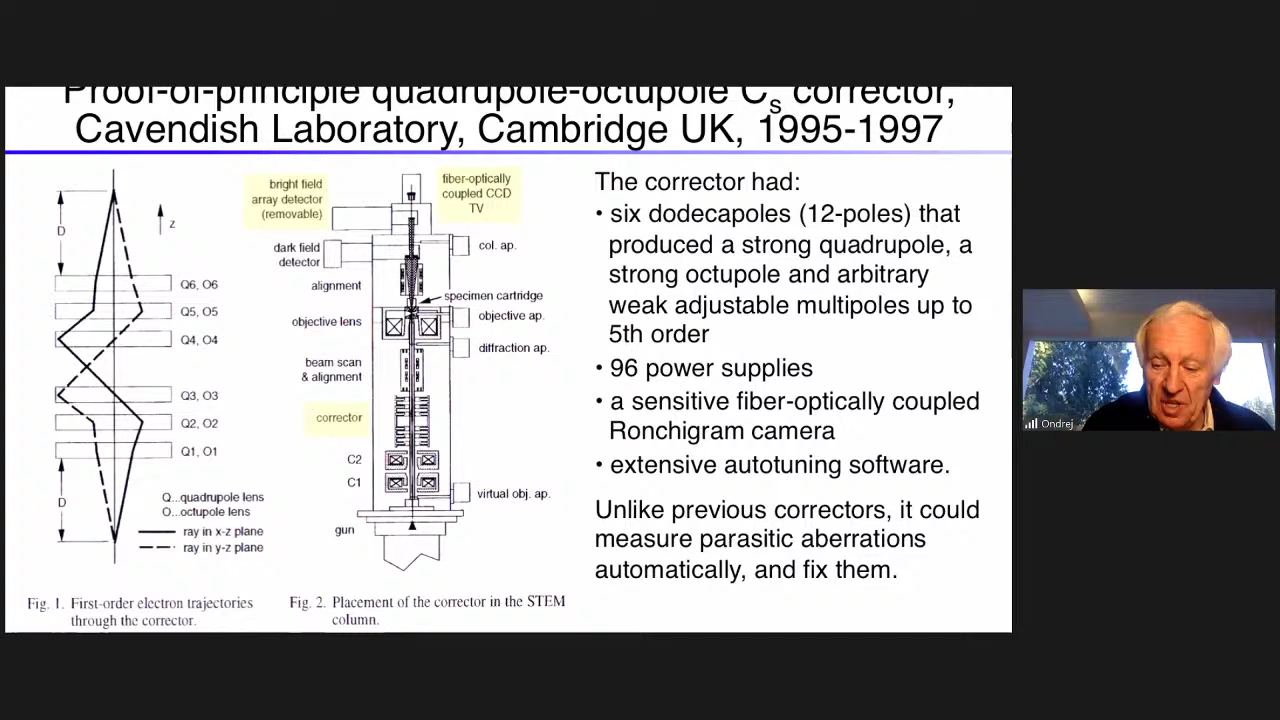 Proof-of-principle quadrupole-octupole Cs corrector,
Cavendish Laboratory, Cambridge UK, 1995-1997
D
z
Q6, O6
Q5, O5
Q4, O4
Q3, O3
Q2, O2
Q1, O1
D
Q...quadrupole lens
O...octupole lens
ray in x-z plane
ray in y-z plane
Fig. 1. First-order electron trajectories
through the corrector.
bright field
array detector
(removable)
fiber-optically
coupled CCD
TV
dark field
detector
col. ap.
alignment
specimen cartridge
objective lens
objective ap.
diffraction ap.
beam scan
& alignment
corrector
C2
C1
virtual obj. ap.
gun
Fig. 2. Placement of the corrector in the STEM
column.
The corrector had:
• six dodecapoles (12-poles) that
produced a strong quadrupole, a
strong octupole and arbitrary
weak adjustable multipoles up to
5th order
• 96 power supplies
• a sensitive fiber-optically coupled
Ronchigram camera
• extensive autotuning software.
Unlike previous correctors, it could
measure parasitic aberrations
automatically, and fix them.
Ondrej